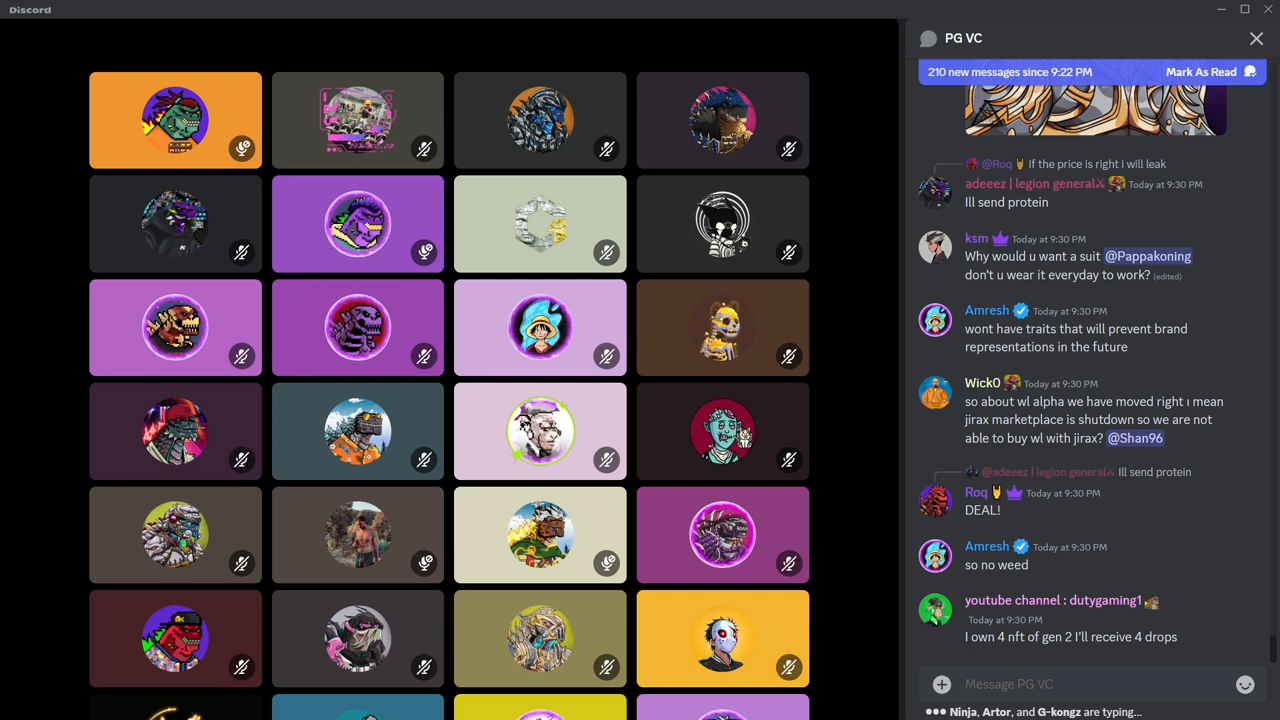 Discord
PG VC
210 new messages since 9:22 PM Mark As Read
@Roq if the price is right i will leak
adeeez | legion general⚔ Today at 9:30 PM
Ill send protein
ksm Today at 9:30 PM
Why would u want a suit @Pappakoning
don't u wear it everyday to work? (edited)
Amresh Today at 9:30 PM
wont have traits that will prevent brand
representations in the future
Wick0 Today at 9:30 PM
so about wl alpha we have moved right ı mean
jirax marketplace is shutdown so we are not
able to buy wl with jirax? @Shan96
@adeeez | legion general⚔ Ill send protein
Roq Today at 9:30 PM
DEAL!
Amresh Today at 9:30 PM
so no weed
youtube channel : dutygaming1
Today at 9:30 PM
I own 4 nft of gen 2 I'll receive 4 drops
Message PG VC
Ninja, Artor, and G-kongz are typing...